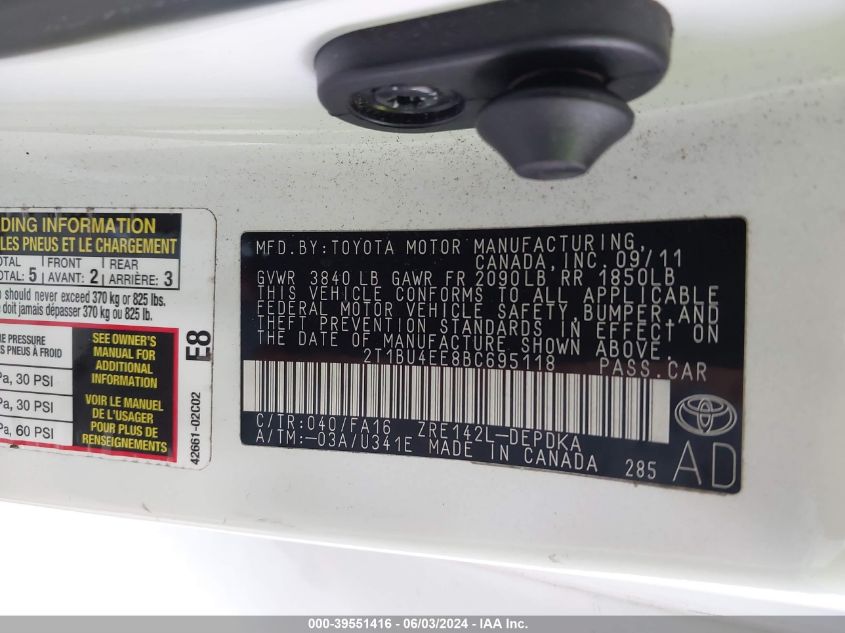 DING INFORMATION
LES PNEUS ET LE CHARGEMENT
OTAL FRONT REAR
TAL: 5 AVANT: 2 ARRIÈRE: 3
should never exceed 370 kg or 825 lbs.
doit jamais dépasser 370 kg ou 825 lb.
E PRESSURE
PNEUS À FROID
Pa, 30 PSI
Pa, 30 PSI
Pa, 60 PSI
SEE OWNER'S
MANUAL FOR
ADDITIONAL
INFORMATION
VOIR LE MANUEL
DE L'USAGER
POUR PLUS DE
RENSEIGNEMENTS
E8
42661-02C02
MFD.BY:TOYOTA MOTOR MANUFACTURING,
CANADA, INC. 09/11
GVWR 3840 LB GAWR FR 2090LB RR 1850LB
THIS VEHICLE CONFORMS TO ALL APPLICABLE
FEDERAL MOTOR VEHICLE SAFETY, BUMPER, AND
THEFT PREVENTION STANDARDS IN EFFECT ON
THE DATE OF MANUFACTURE SHOWN ABOVE.
2T1BU4EE8BC695118 PASS.CAR
C/TR:040/FA16 ZRE142L-DEPDKA
A/TM:-03A/U341E MADE IN CANADA 285
AD
000-39551416 - 06/03/2024 - IAA Inc.